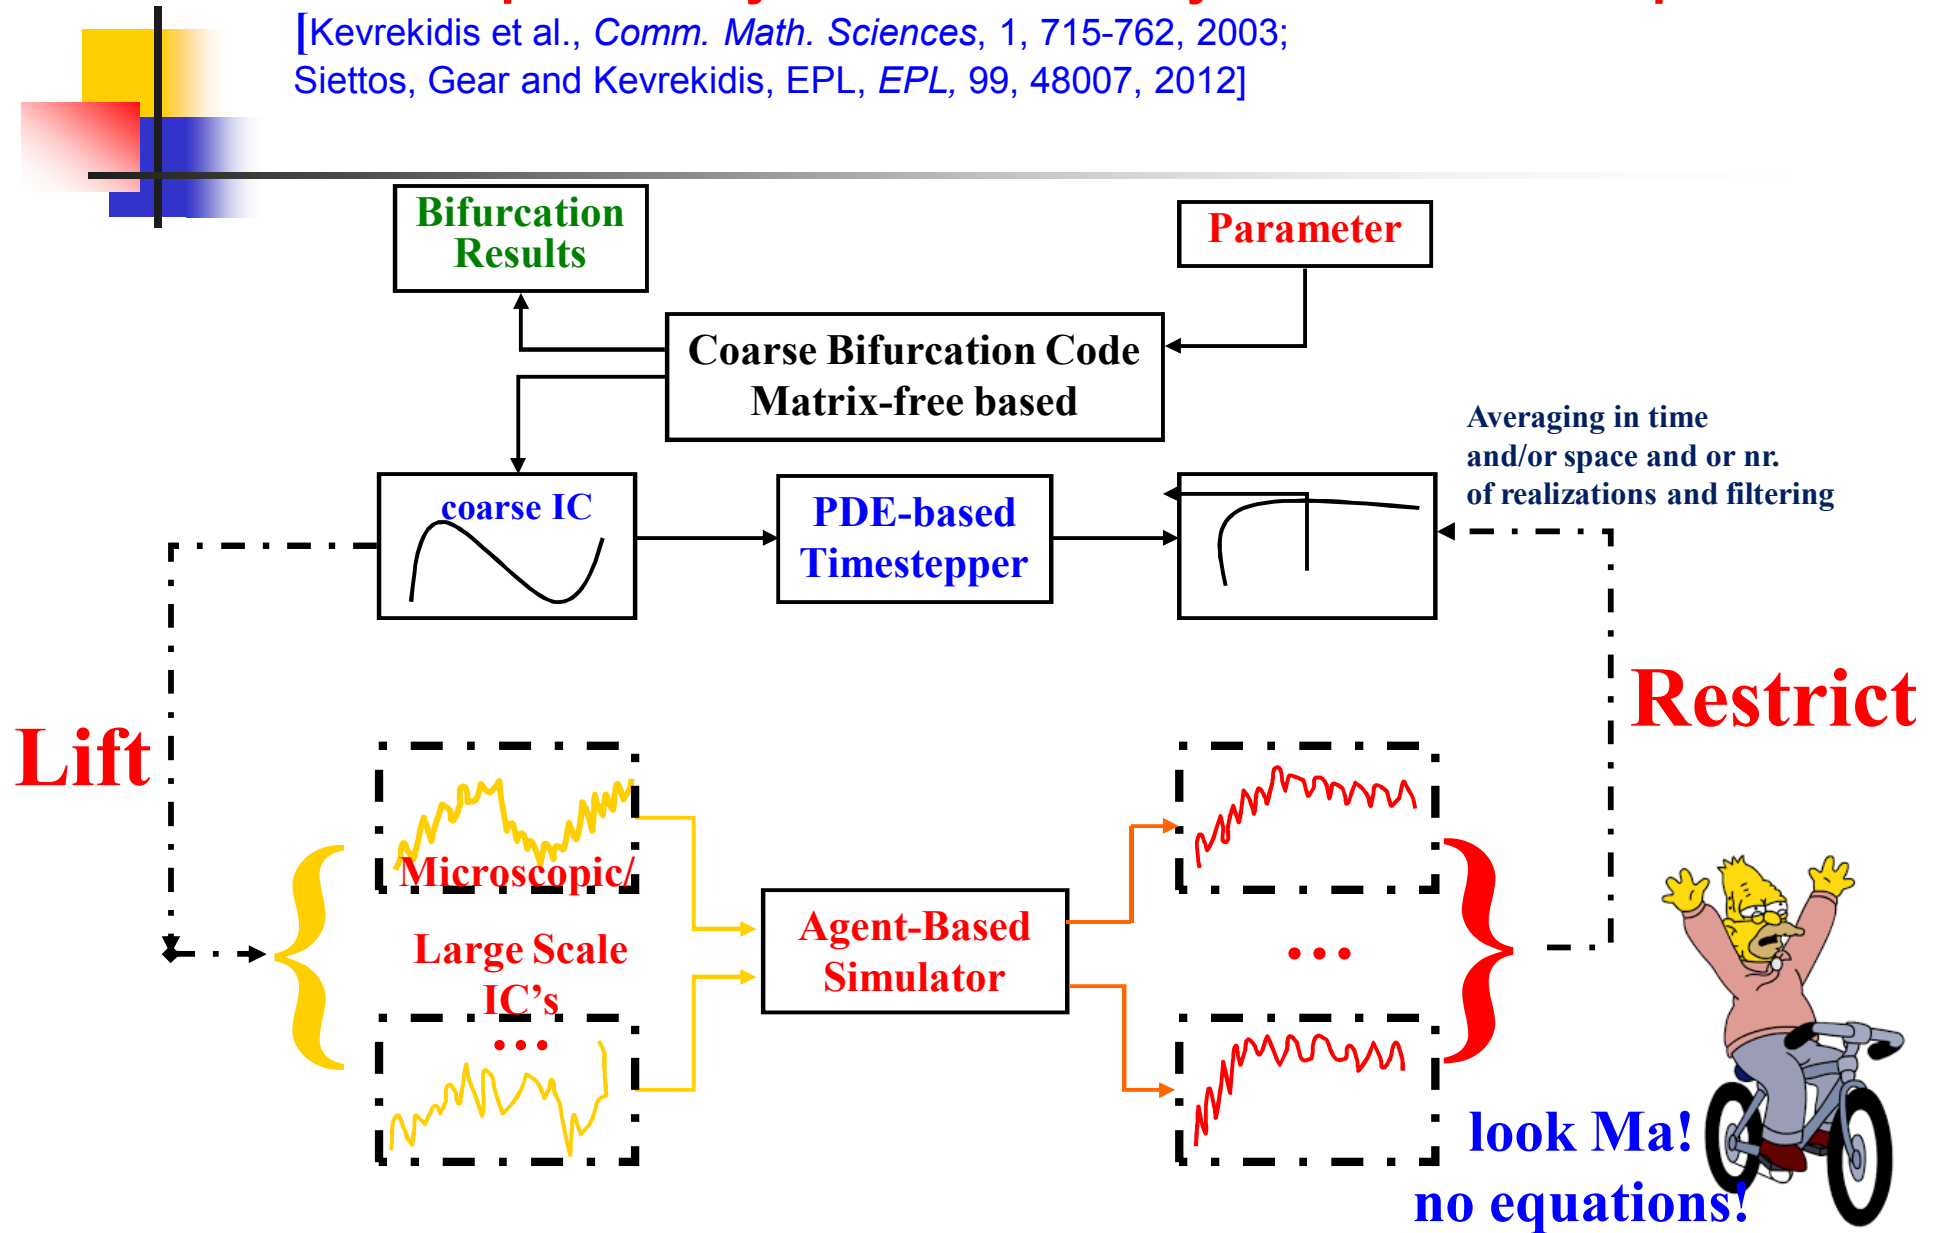 [Kevrekidis et al., Comm. Math. Sciences, 1, 715-762, 2003;
Siettos, Gear and Kevrekidis, EPL, EPL, 99, 48007, 2012]
Bifurcation
Results
Parameter
Coarse Bifurcation Code
Matrix-free based
Averaging in time
and/or space and or nr.
of realizations and filtering
coarse IC
PDE-based
Timestepper
Lift
Restrict
Microscopic/
Large Scale
IC's
...
Agent-Based
Simulator
...
look Ma!
no equations!